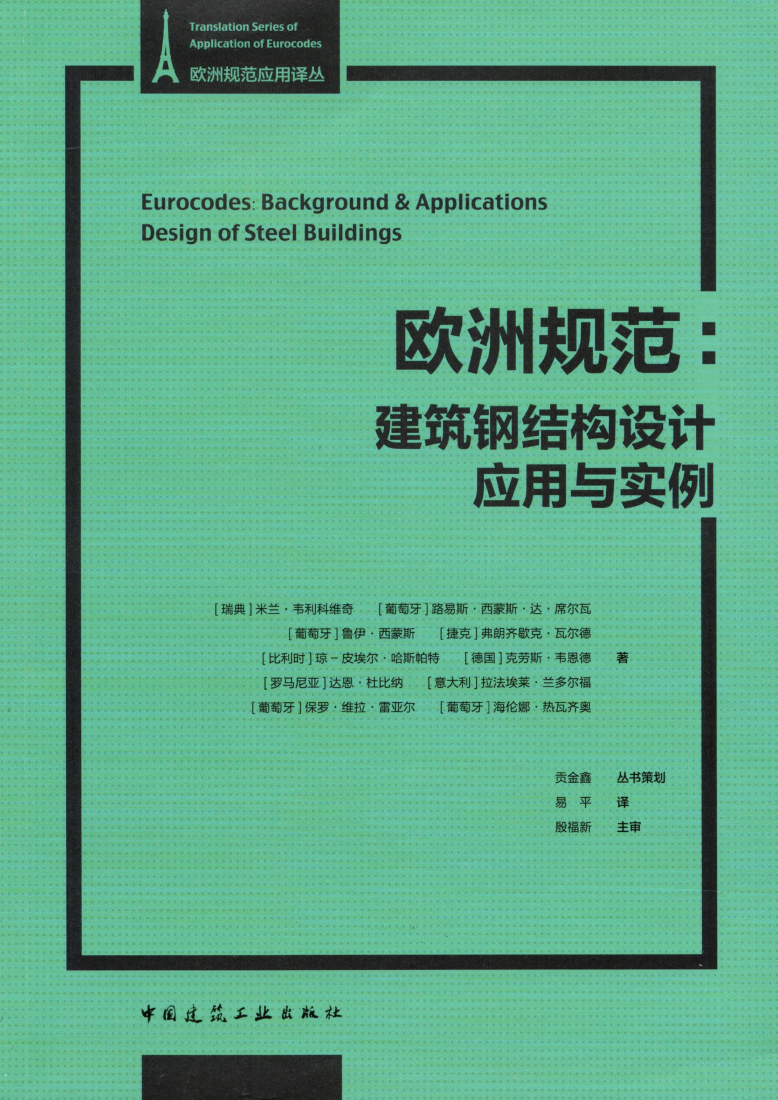 Translation Series of
Application of Eurocodes
欧洲规范应用译丛
Eurocodes: Background & Applications
Design of Steel Buildings
欧洲规范:
建筑钢结构设计
应用与实例
[瑞典]米兰·韦利科维奇 [葡萄牙]路易斯·西蒙斯·达·席尔瓦
[葡萄牙]鲁伊·西蒙斯 [捷克]弗朗齐歇克·瓦尔德
[比利时]琼-皮埃尔·哈斯帕特 [德国]克劳斯·韦恩德 著
[罗马尼亚]达恩·杜比纳 [意大利]拉法埃莱·兰多尔福
[葡萄牙]保罗·维拉·雷亚尔 [葡萄牙]海伦娜·热瓦齐奥
贡金鑫 丛书策划
易 平 译
殷福新 主审
中国建筑工业出版社